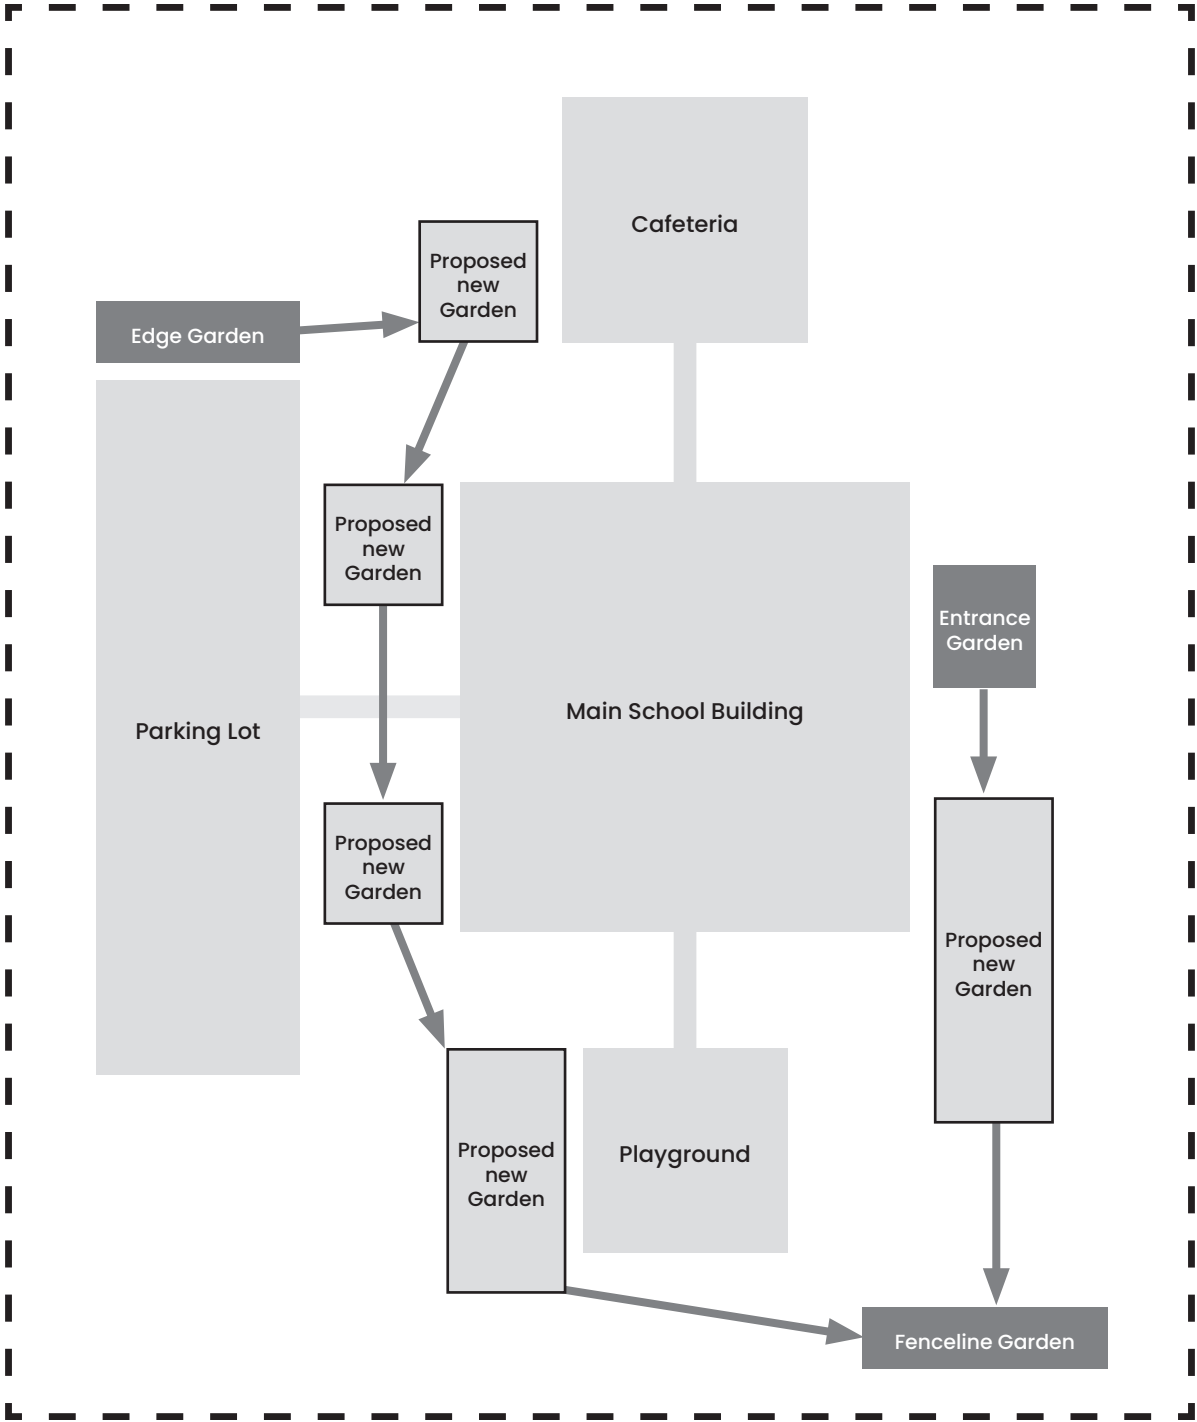 Cafeteria
Proposed
new
Garden
Edge Garden
Proposed
new
Garden
Entrance
Garden
Main School Building
Parking Lot
Proposed
new
Garden
Proposed
new
Garden
Proposed
new
Garden
Playground
Fenceline Garden